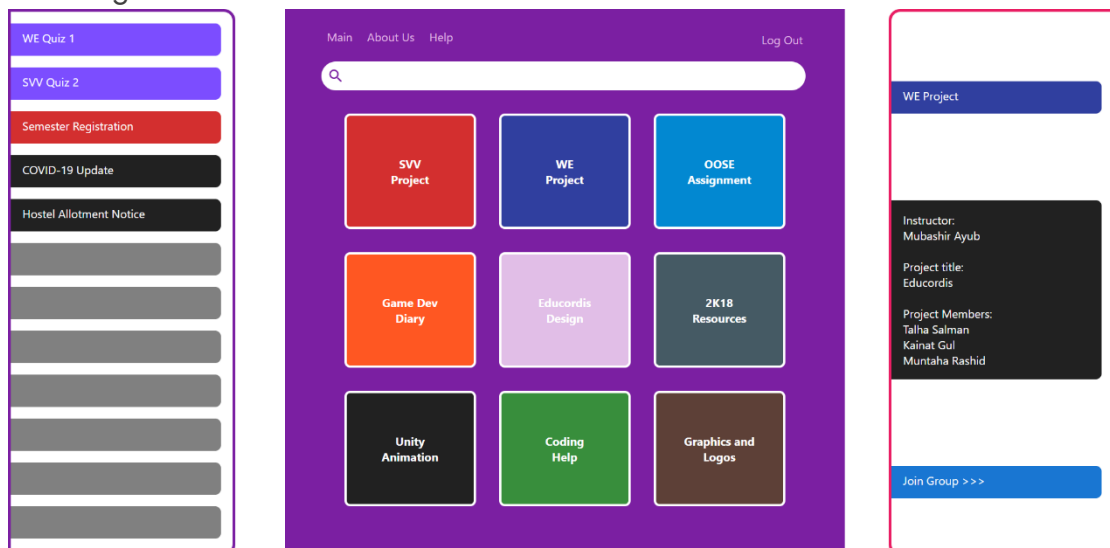 WE Quiz 1
SVV Quiz 2
Semester Registration
COVID-19 Update
Hostel Allotment Notice
Main About Us Help
Log Out
SVV
Project
WE
Project
OOSE
Assignment
Game Dev
Diary
Educordis
Design
2K18
Resources
Unity
Animation
Coding
Help
Graphics and
Logos
WE Project
Instructor:
Mubashir Ayub
Project title:
Educordis
Project Members:
Talha Salman
Kainat Gul
Muntaha Rashid
Join Group >>>